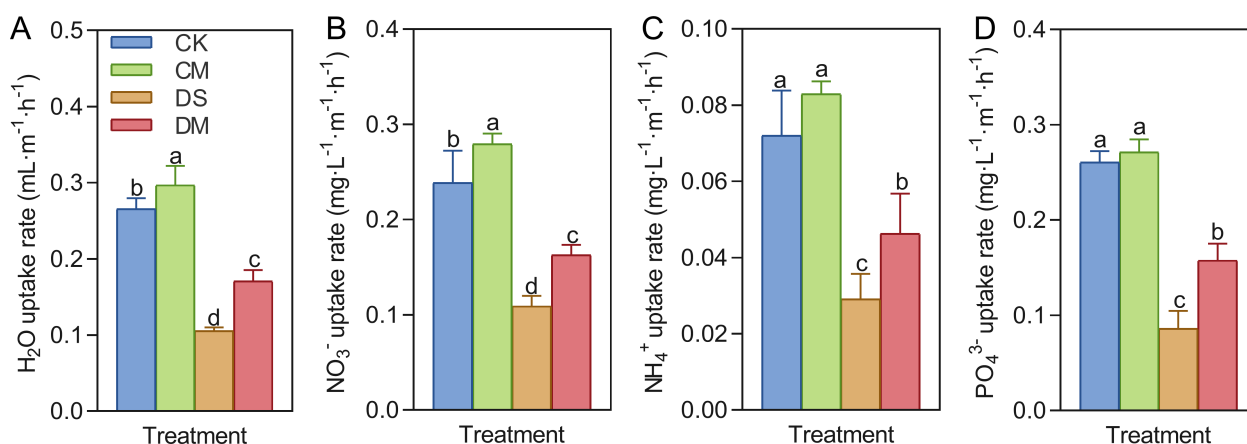 A
H₂O uptake rate (mL·m⁻¹·h⁻¹)
0.5
0.4
0.3
0.2
0.1
0.0
CK
CM
DS
DM
b
a
d
c
Treatment
B
NO₃⁻ uptake rate (mg·L⁻¹·m⁻¹·h⁻¹)
0.4
0.3
0.2
0.1
0.0
b
a
d
c
Treatment
C
NH₄⁺ uptake rate (mg·L⁻¹·m⁻¹·h⁻¹)
0.10
0.08
0.06
0.04
0.02
0.00
a
a
c
b
Treatment
D
PO₄³⁻ uptake rate (mg·L⁻¹·m⁻¹·h⁻¹)
0.4
0.3
0.2
0.1
0.0
a
a
c
b
Treatment